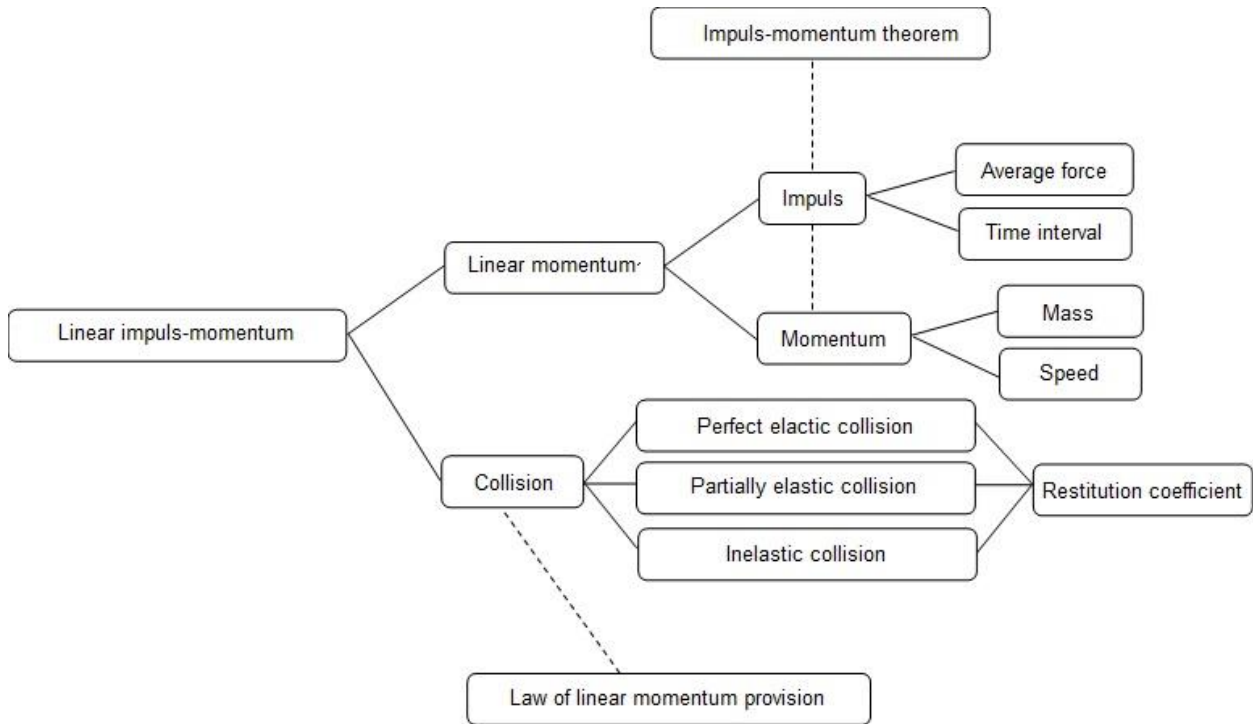 Impuls-momentum theorem
Impuls
Average force
Time interval
Linear momentum
Linear impuls-momentum
Momentum
Mass
Speed
Perfect elactic collision
Collision
Partially elastic collision
Restitution coefficient
Inelastic collision
Law of linear momentum provision